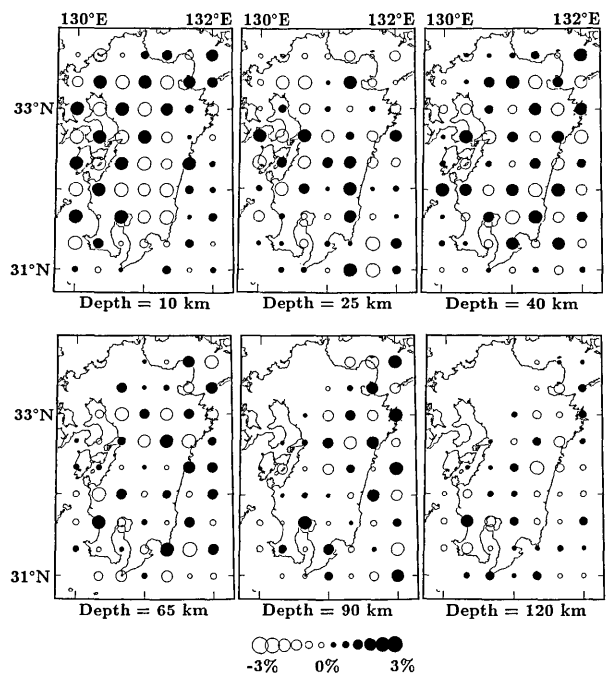 130°E 132°E 130°E 132°E 130°E 132°E
33°N
31°N
Depth = 10 km Depth = 25 km Depth = 40 km
33°N
31°N
Depth = 65 km Depth = 90 km Depth = 120 km
-3% 0% 3%